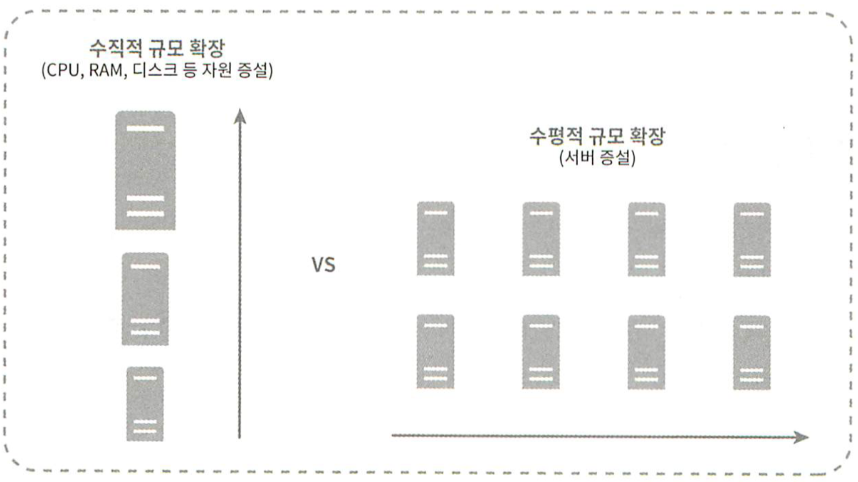 수직적 규모 확장
(CPU, RAM, 디스크 등 자원 증설)
수평적 규모 확장
(서버 증설)
VS